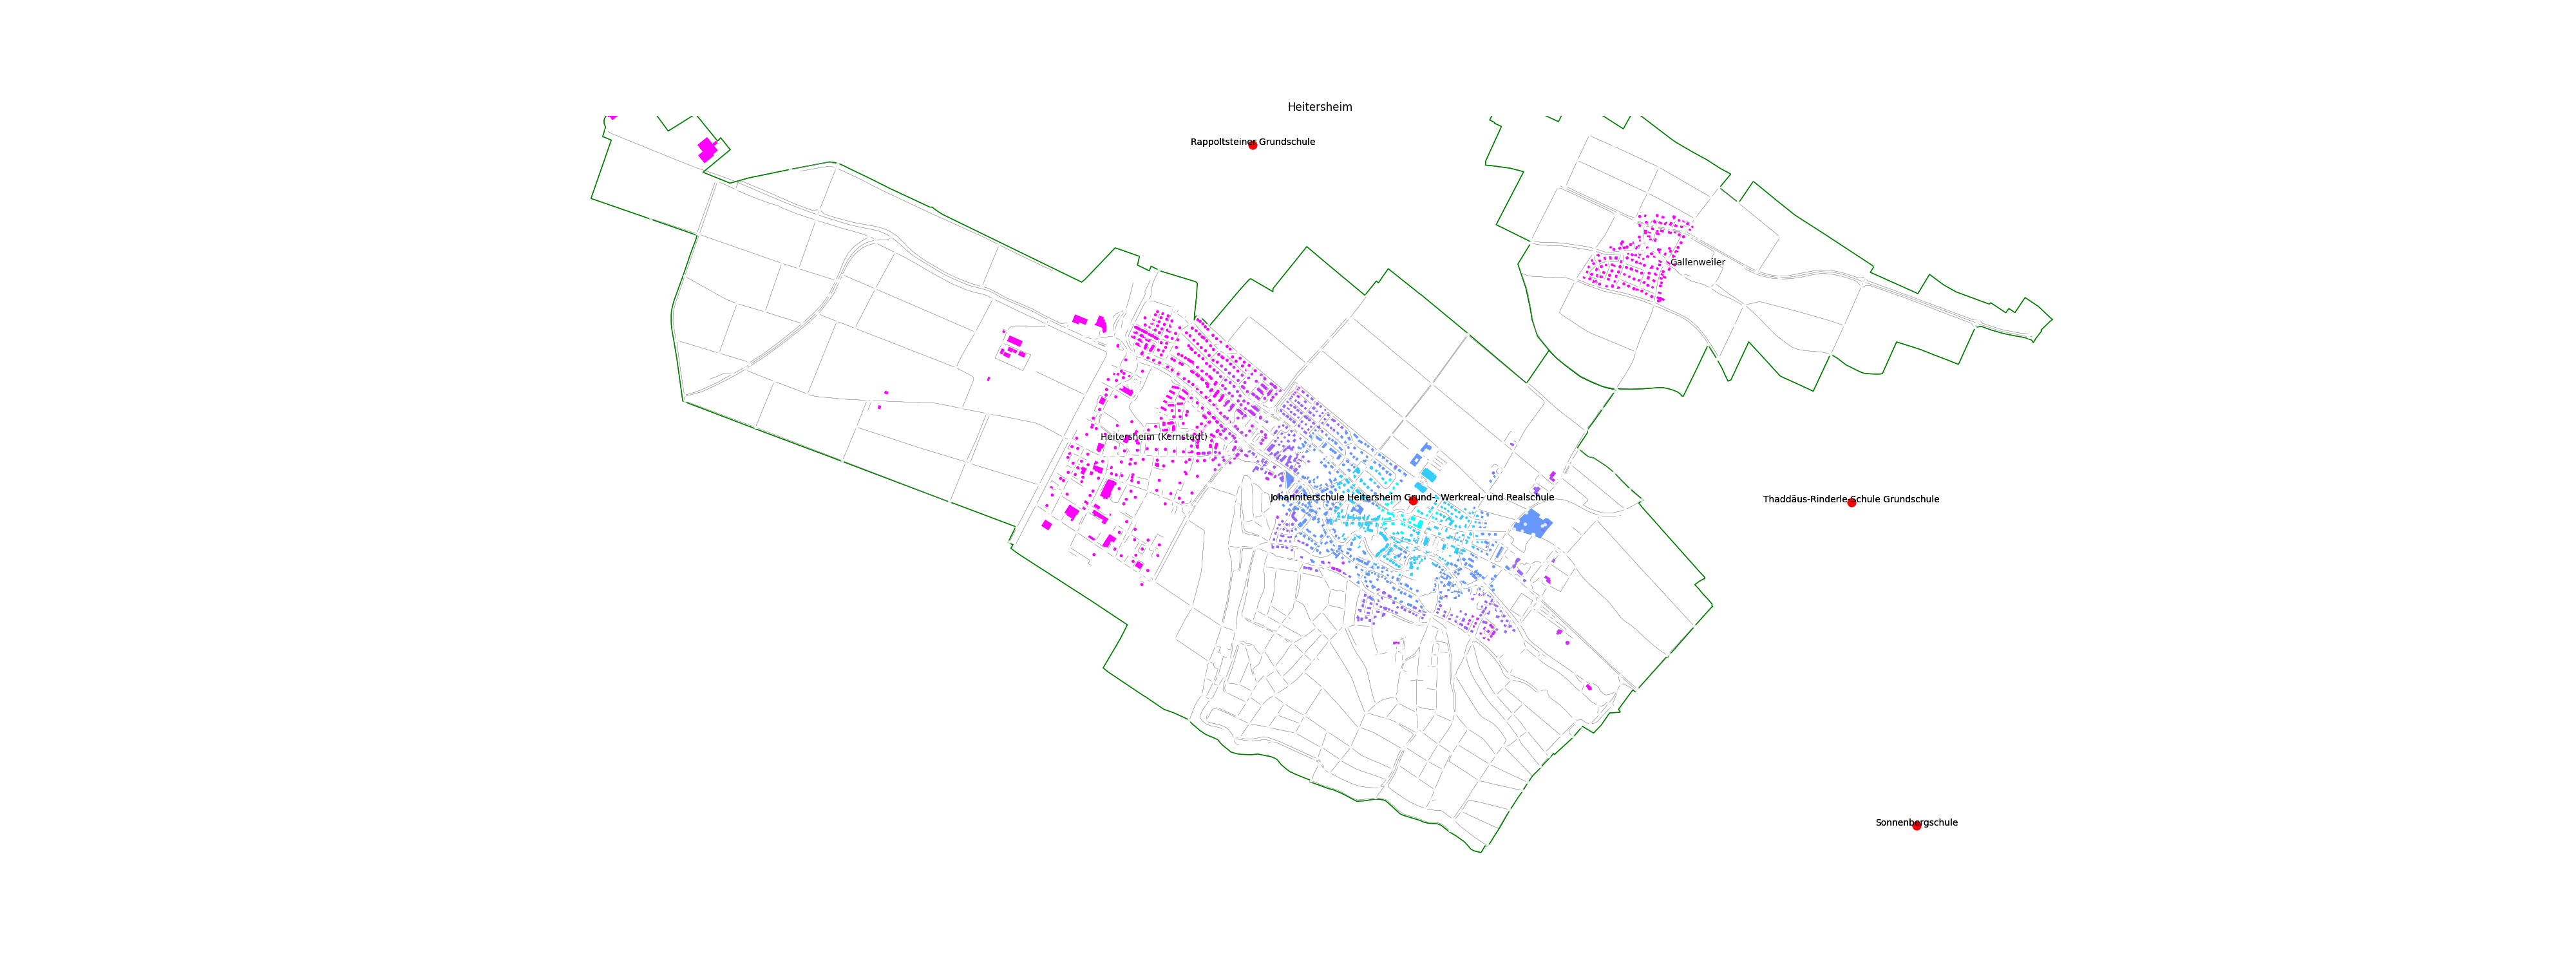 Heitersheim
Rappoltsteiner Grundschule
Gallenweiler
Heitersheim (Kernstadt)
Johanniterschule Heitersheim Grund-, Werkreal- und Realschule
Thaddäus-Rinderle-Schule Grundschule
Sonnenbergschule